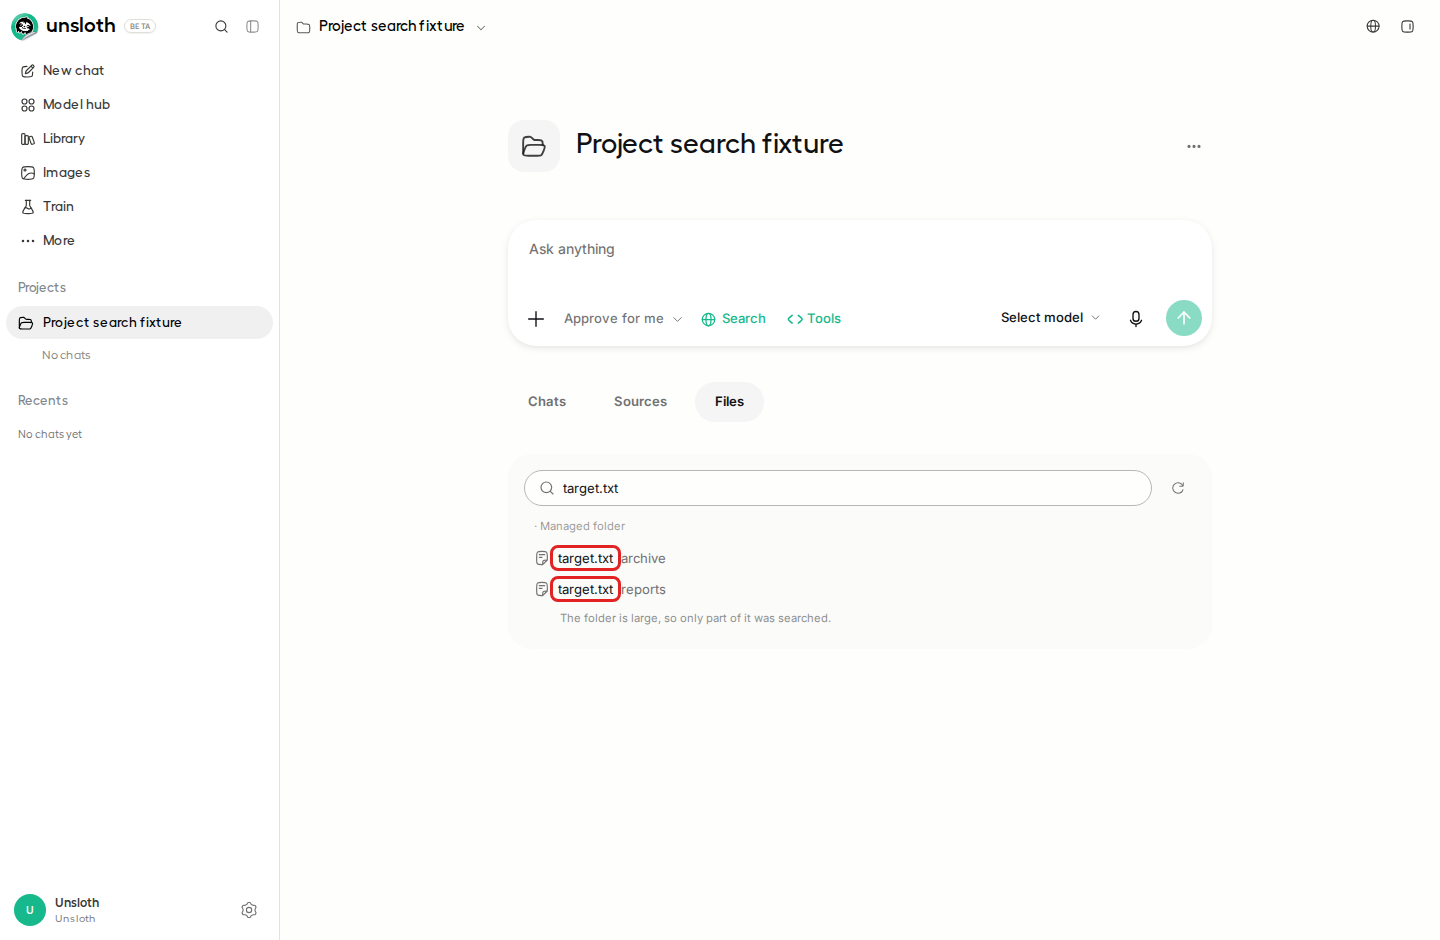 unsloth BETA
Project search fixture
New chat
Model hub
Library
Images
Train
More
Projects
Project search fixture
No chats
Recents
No chats yet
Project search fixture
Ask anything
Approve for me Search Tools Select model
Chats Sources Files
target.txt
· Managed folder
target.txt archive
target.txt reports
The folder is large, so only part of it was searched.
U
Unsloth
Unsloth